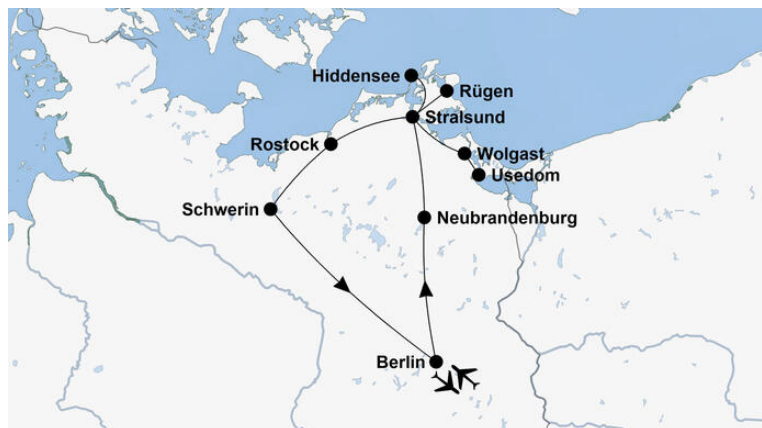 Hiddensee
Rügen
Stralsund
Rostock
Wolgast
Usedom
Schwerin
Neubrandenburg
Berlin